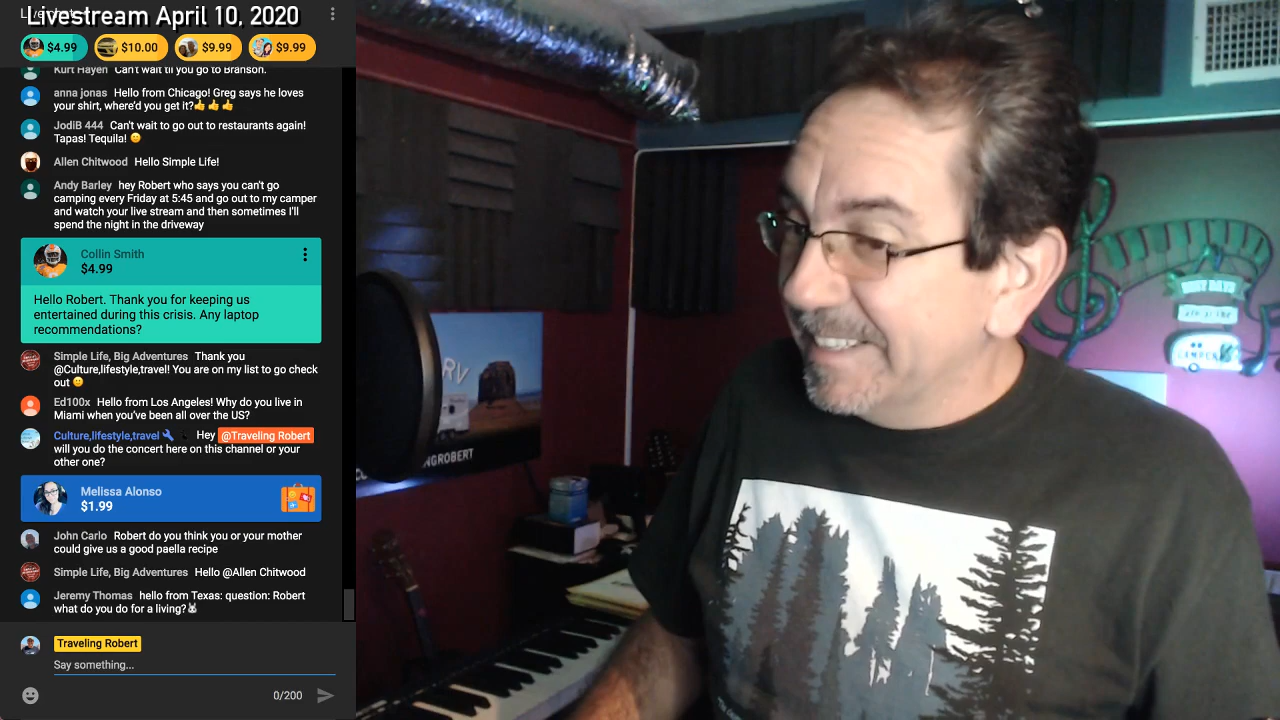 Livestream April 10, 2020
$4.99
$10.00
$9.99
$9.99
Kurt Hayen Can't wait til you go to Branson.
anna jonas Hello from Chicago! Greg says he loves
your shirt, where'd you get it?👍👍👍
JodiB 444 Can't wait to go out to restaurants again!
Tapas! Tequila! 🙂
Allen Chitwood Hello Simple Life!
Andy Barley hey Robert who says you can't go
camping every Friday at 5:45 and go out to my camper
and watch your live stream and then sometimes I'll
spend the night in the driveway
Collin Smith
$4.99
Hello Robert. Thank you for keeping us
entertained during this crisis. Any laptop
recommendations?
Simple Life, Big Adventures Thank you
@Culture,lifestyle,travel! You are on my list to go check
out 🙂
Ed100x Hello from Los Angeles! Why do you live in
Miami when you've been all over the US?
Culture,lifestyle,travel Hey @Traveling Robert
will you do the concert here on this channel or your
other one?
Melissa Alonso
$1.99
John Carlo Robert do you think you or your mother
could give us a good paella recipe
Simple Life, Big Adventures Hello @Allen Chitwood
Jeremy Thomas hello from Texas: question: Robert
what do you do for a living?🐰
Traveling Robert
Say something...
0/200
RV
NGROBERT
BEST DAYS
CAMPER